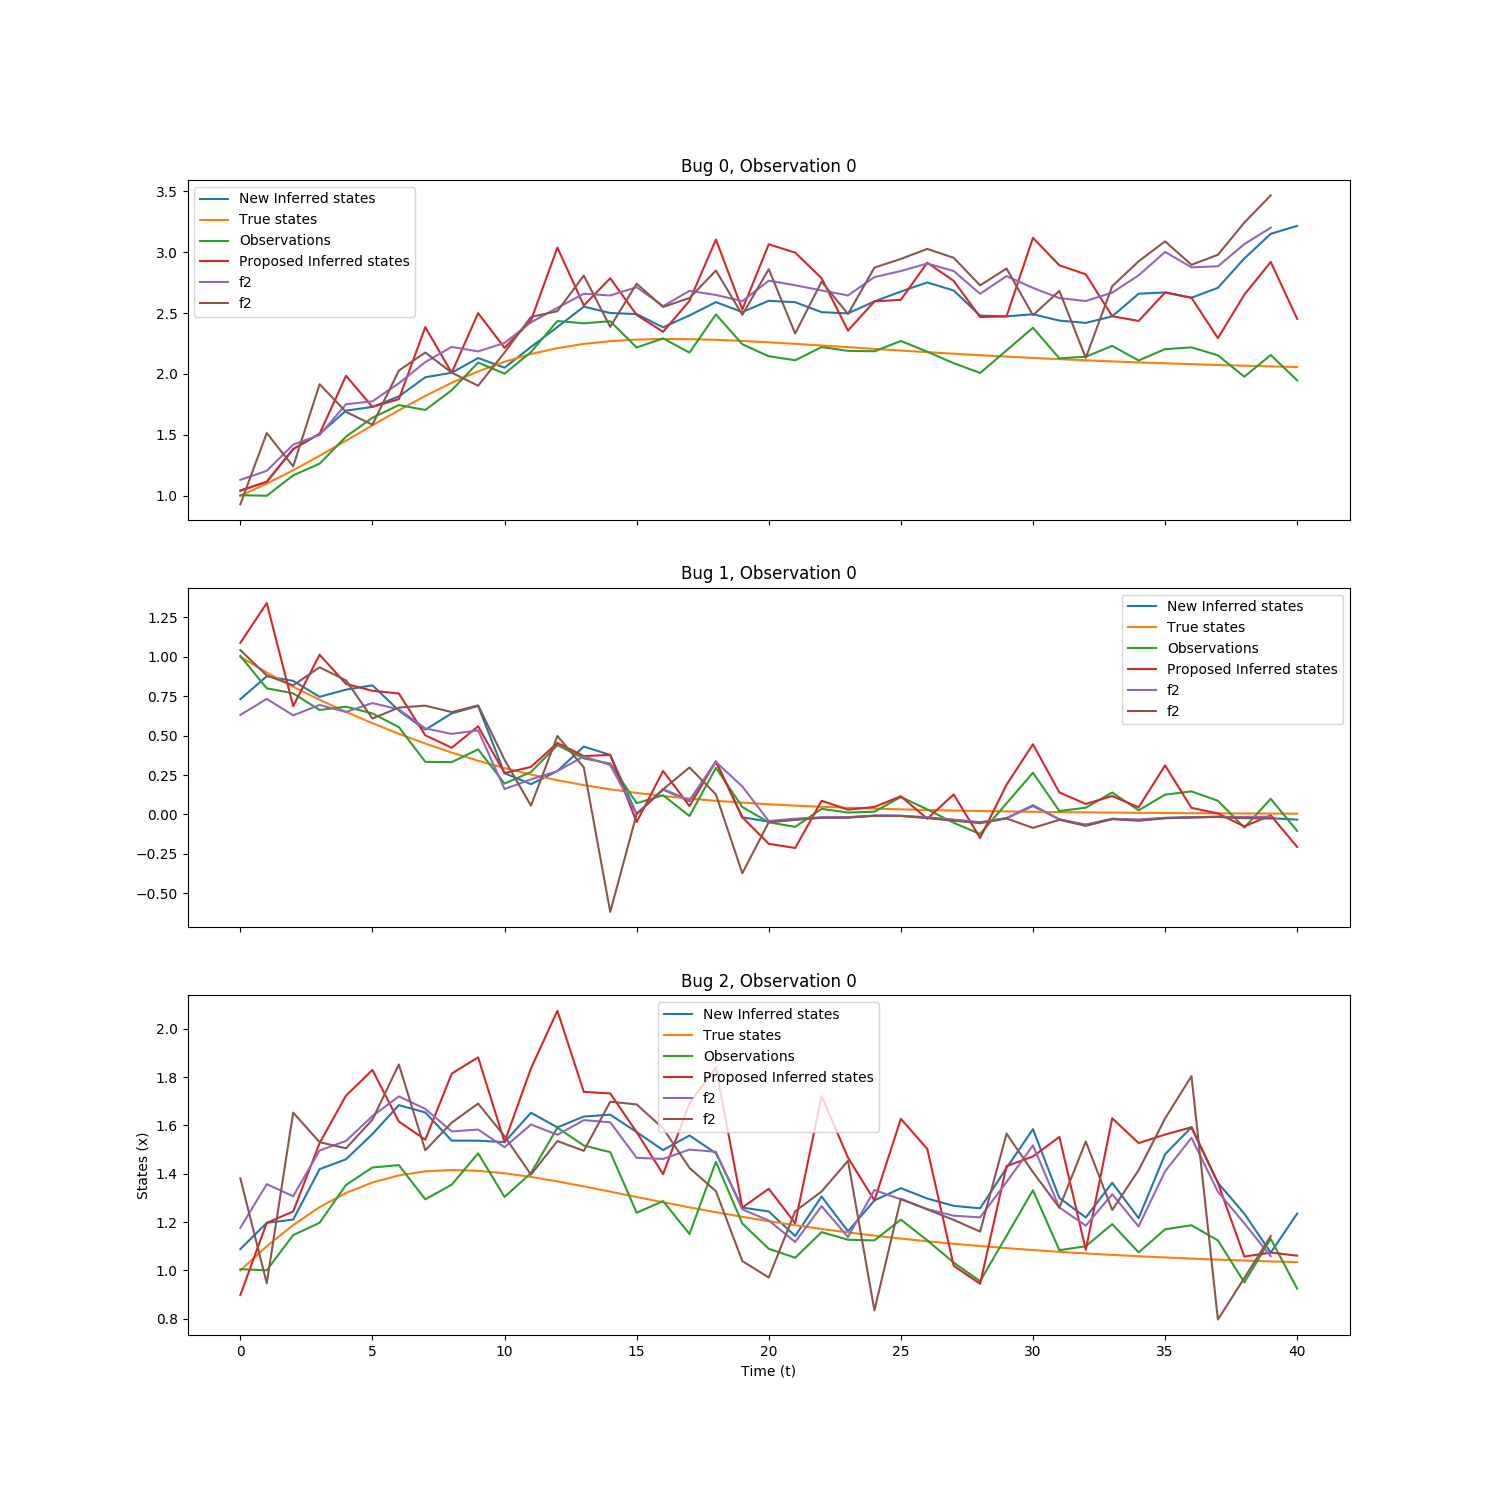 Bug 0, Observation 0
3.5
3.0
2.5
2.0
1.5
1.0
New Inferred states
True states
Observations
Proposed Inferred states
f2
f2
Bug 1, Observation 0
1.25
1.00
0.75
0.50
0.25
0.00
−0.25
−0.50
New Inferred states
True states
Observations
Proposed Inferred states
f2
f2
Bug 2, Observation 0
States (x)
2.0
1.8
1.6
1.4
1.2
1.0
0.8
New Inferred states
True states
Observations
Proposed Inferred states
f2
f2
0 5 10 15 20 25 30 35 40
Time (t)